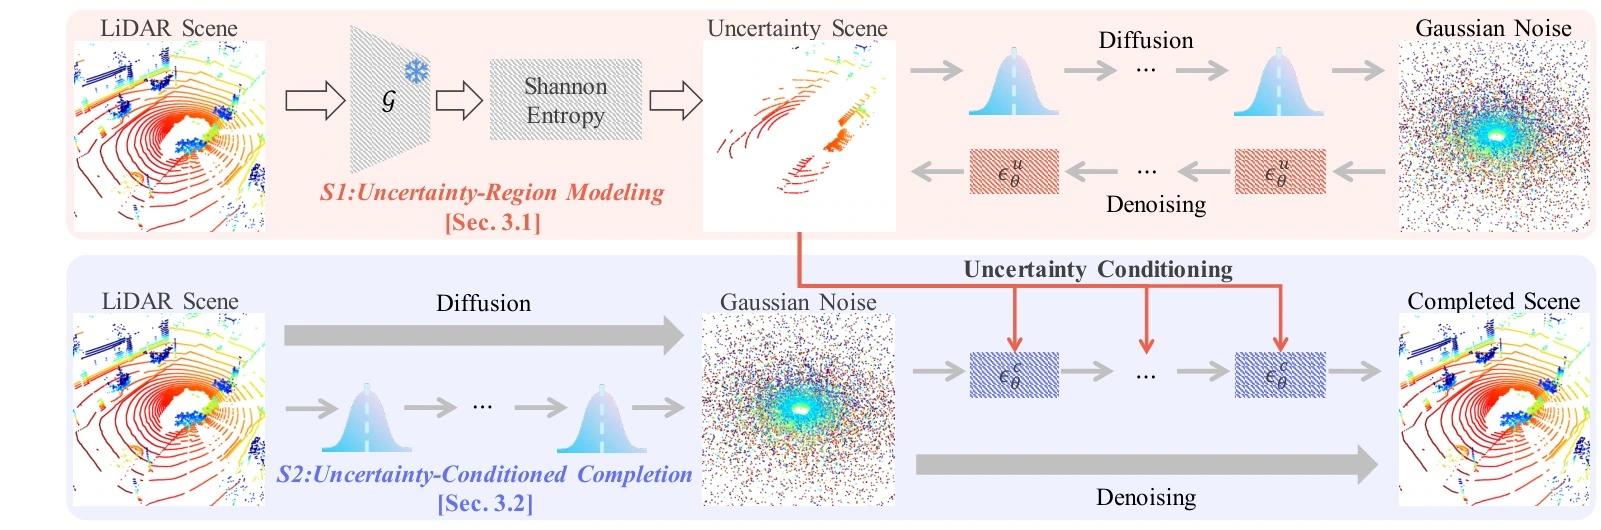 LiDAR Scene
𝒢
Shannon
Entropy
S1:Uncertainty-Region Modeling
[Sec. 3.1]
Uncertainty Scene
Diffusion
...
ϵ_θ^u
...
ϵ_θ^u
Denoising
Gaussian Noise
LiDAR Scene
Diffusion
...
S2:Uncertainty-Conditioned Completion
[Sec. 3.2]
Gaussian Noise
Uncertainty Conditioning
ϵ_θ^c
...
ϵ_θ^c
Denoising
Completed Scene